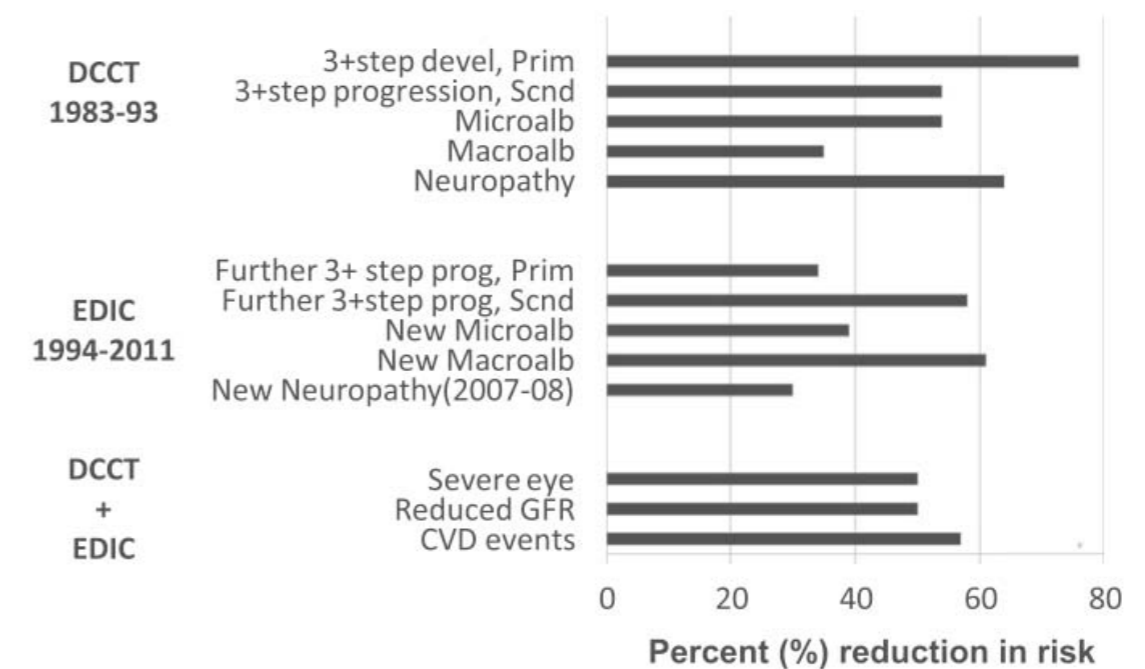 DCCT
1983-93
3+step devel, Prim
3+step progression, Scnd
Microalb
Macroalb
Neuropathy
EDIC
1994-2011
Further 3+ step prog, Prim
Further 3+step prog, Scnd
New Microalb
New Macroalb
New Neuropathy(2007-08)
DCCT
+
EDIC
Severe eye
Reduced GFR
CVD events
0 20 40 60 80
Percent (%) reduction in risk